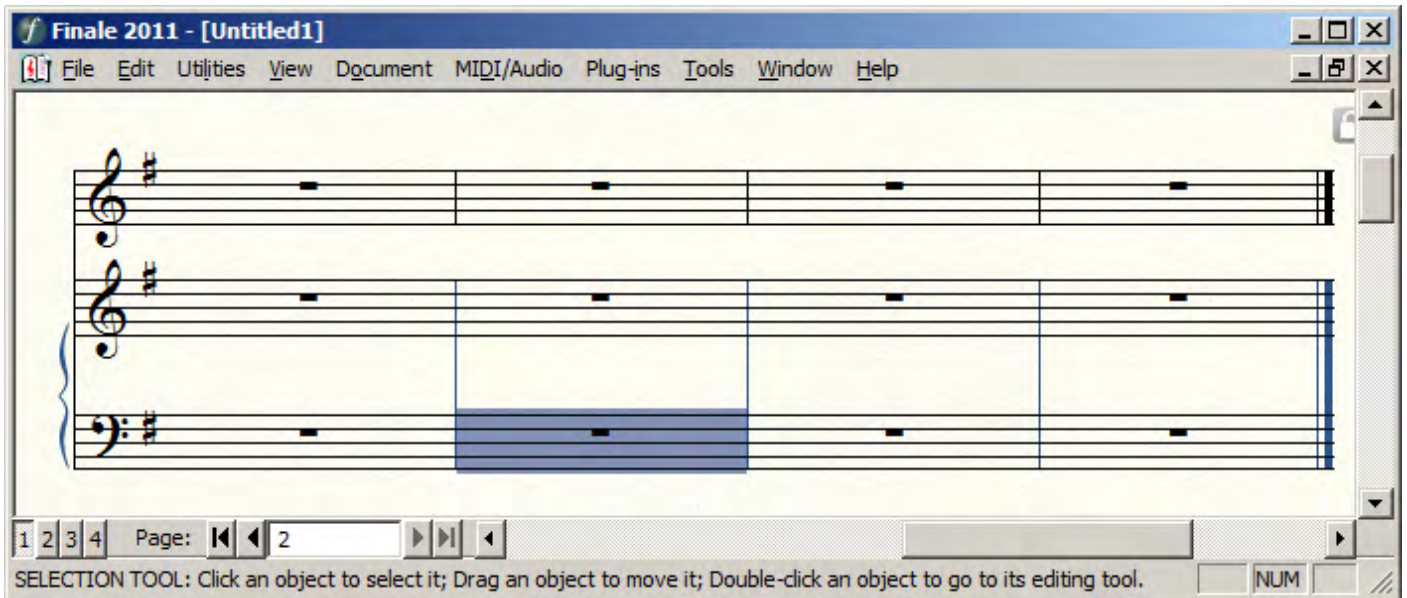 Finale 2011 - [Untitled1]
File Edit Utilities View Document MIDI/Audio Plug-ins Tools Window Help
1 2 3 4 Page: 2
SELECTION TOOL: Click an object to select it; Drag an object to move it; Double-click an object to go to its editing tool. NUM